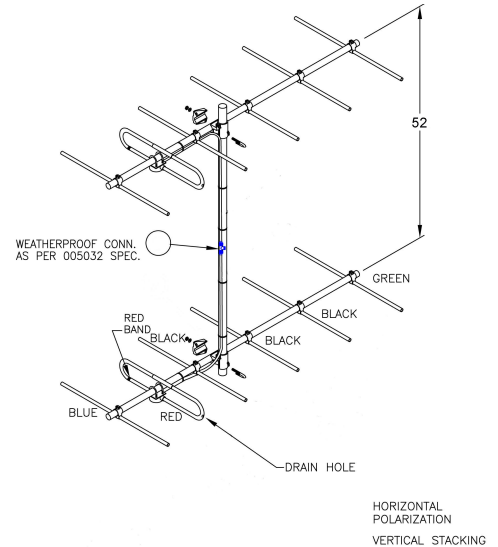 52
WEATHERPROOF CONN.
AS PER 005032 SPEC.
GREEN
BLACK
RED
BAND
BLACK
BLACK
BLUE
RED
DRAIN HOLE
HORIZONTAL
POLARIZATION
VERTICAL STACKING